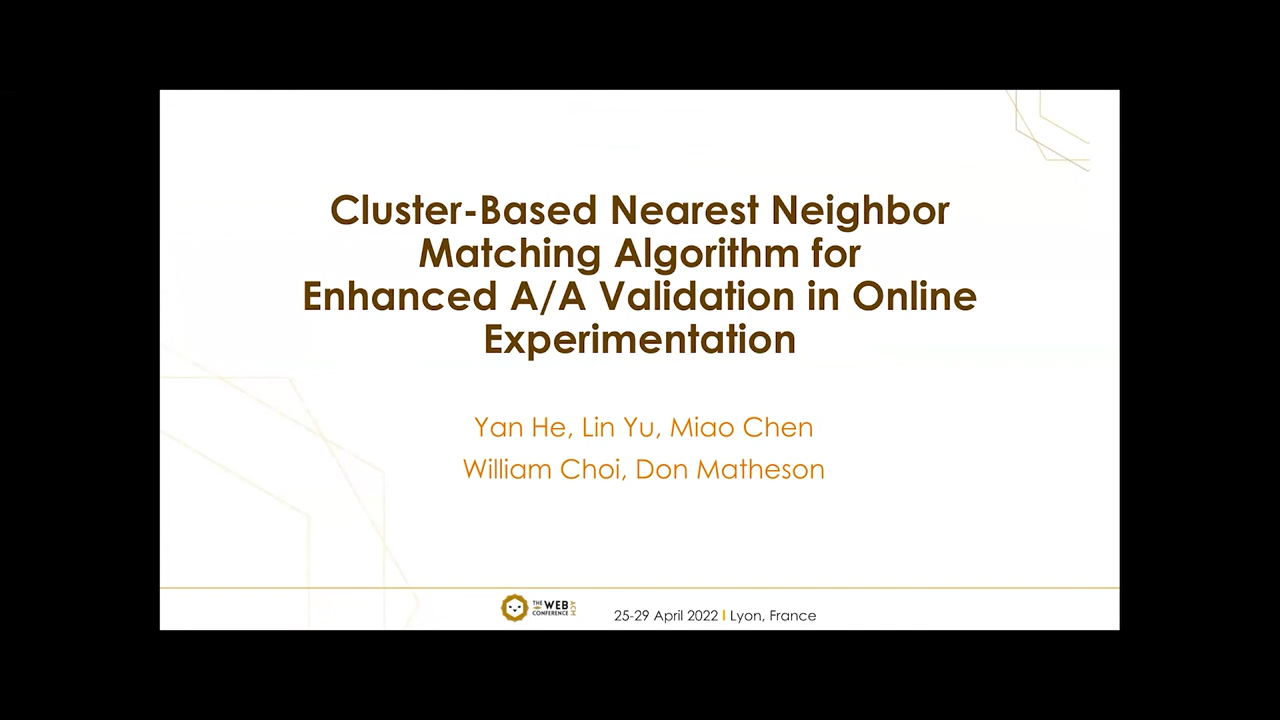 Cluster-Based Nearest Neighbor
Matching Algorithm for
Enhanced A/A Validation in Online
Experimentation
Yan He, Lin Yu, Miao Chen
William Choi, Don Matheson
THE WEB CONFERENCE ACM
25-29 April 2022 I Lyon, France